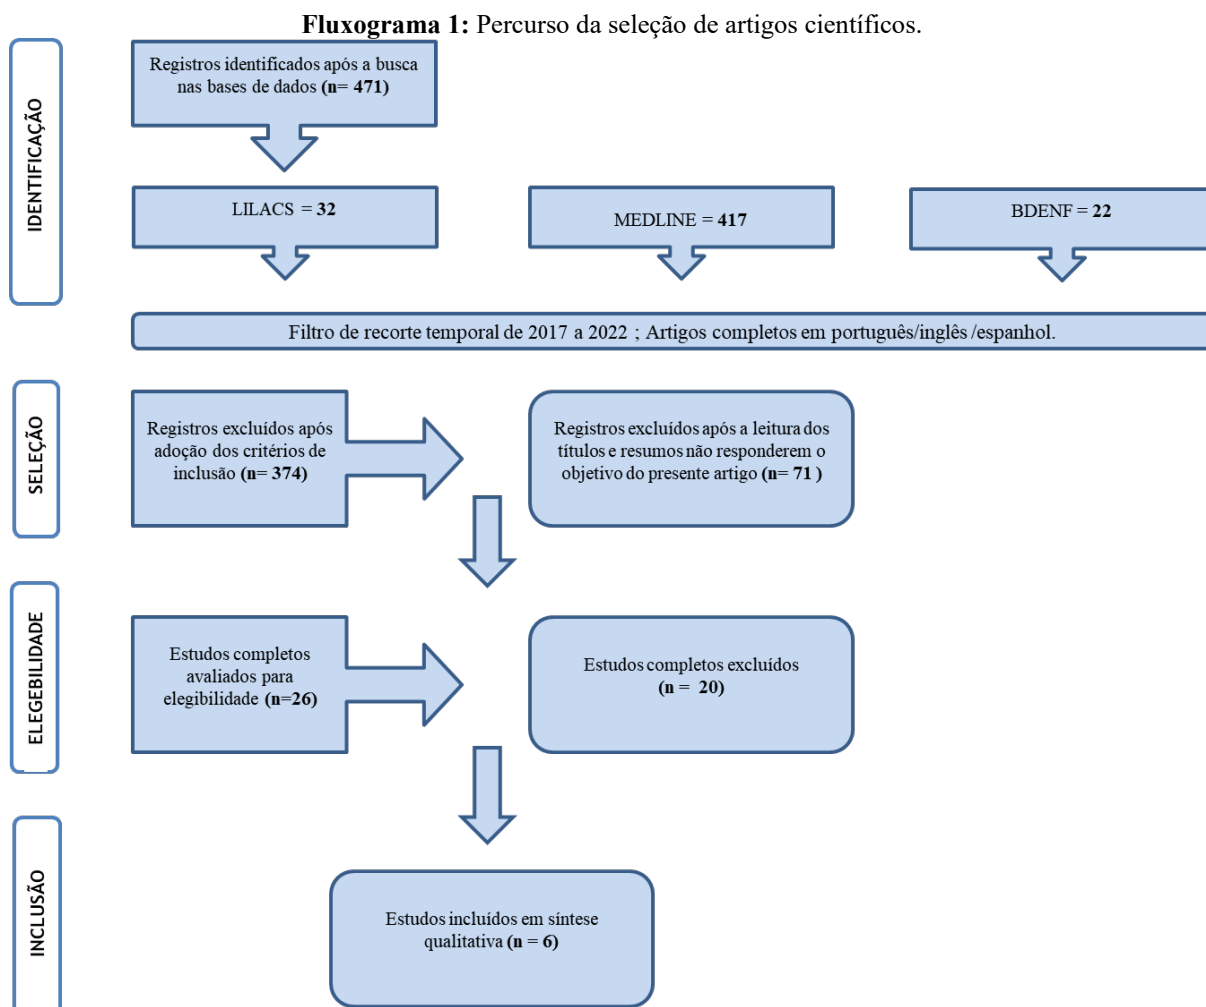 Fluxograma 1: Percurso da seleção de artigos científicos.
IDENTIFICAÇÃO
Registros identificados após a busca
nas bases de dados (n= 471)
LILACS = 32
MEDLINE = 417
BDENF = 22
Filtro de recorte temporal de 2017 a 2022 ; Artigos completos em português/inglês /espanhol.
SELEÇÃO
Registros excluídos após
adoção dos critérios de
inclusão (n= 374)
Registros excluídos após a leitura dos
títulos e resumos não responderem o
objetivo do presente artigo (n= 71 )
ELEGEBILIDADE
Estudos completos
avaliados para
elegibilidade (n=26)
Estudos completos excluídos
(n =  20)
INCLUSÃO
Estudos incluídos em síntese
qualitativa (n = 6)